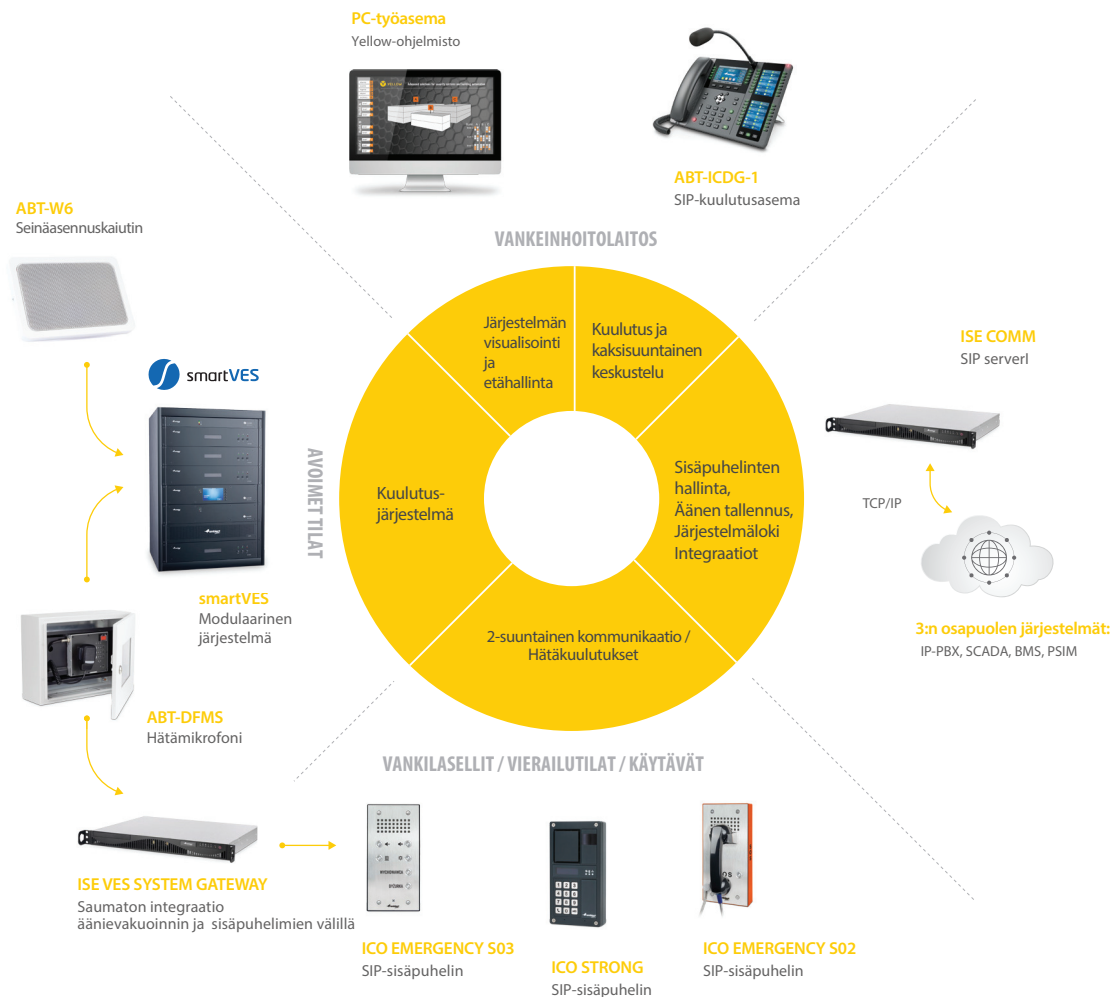 PC-työasema
Yellow-ohjelmisto
ABT-ICDG-1
SIP-kuulutusasema
ABT-W6
Seinäasennuskaiutin
VANKEINHOITOLAITOS
Järjestelmän
visualisointi
ja
etähallinta
Kuulutus ja
kaksisuuntainen
keskustelu
ISE COMM
SIP serverl
smartVES
AVOIMET TILAT
Kuulutus-
järjestelmä
Sisäpuhelinten
hallinta,
Äänen tallennus,
Järjestelmäloki
Integraatiot
TCP/IP
smartVES
Modulaarinen
järjestelmä
2-suuntainen kommunikaatio /
Hätäkuulutukset
3:n osapuolen järjestelmät:
IP-PBX, SCADA, BMS, PSIM
ABT-DFMS
Hätämikrofoni
VANKILASELLIT / VIERAILUTILAT / KÄYTÄVÄT
ISE VES SYSTEM GATEWAY
Saumaton integraatio
äänievakuoinnin ja sisäpuhelimien välillä
ICO EMERGENCY S03
SIP-sisäpuhelin
ICO STRONG
SIP-sisäpuhelin
ICO EMERGENCY S02
SIP-sisäpuhelin